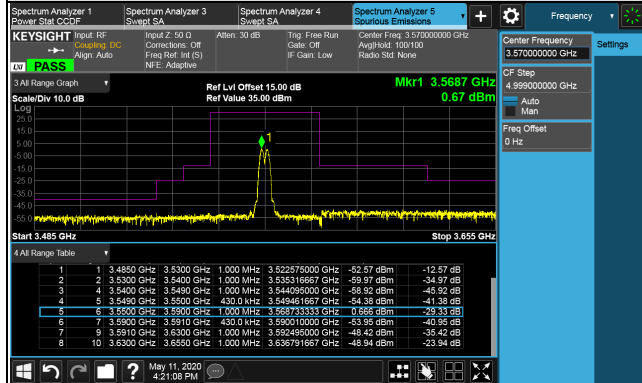 Spectrum Analyzer 1 Spectrum Analyzer 3 Spectrum Analyzer 4 Spectrum Analyzer 5 Frequency
Power Stat CCDF Swept SA Swept SA Spurious Emissions
KEYSIGHT Input: RF Input Z: 50 Ω Atten: 30 dB Trig: Free Run Center Freq: 3.570000000 GHz
Coupling: DC Corrections: Off Gate: Off Avg|Hold: 100/100
Align: Auto Freq Ref: Int (S) IF Gain: Low Radio Std: None
LXI PASS NFE: Adaptive
Center Frequency Settings
3.570000000 GHz
CF Step
4.999000000 GHz
Auto
Man
Freq Offset
0 Hz
3 All Range Graph Ref Lvl Offset 15.00 dB Mkr1 3.5687 GHz
Scale/Div 10.0 dB Ref Value 35.00 dBm 0.67 dBm
Log
25.0
15.0
5.00
-5.00
-15.0
-25.0
-35.0
-45.0
-55.0
1
Start 3.485 GHz Stop 3.655 GHz
4 All Range Table
1 1 3.4850 GHz 3.5300 GHz 1.000 MHz 3.522575000 GHz -52.57 dBm -12.57 dB
2 2 3.5300 GHz 3.5400 GHz 1.000 MHz 3.535316667 GHz -59.97 dBm -34.97 dB
3 4 3.5400 GHz 3.5490 GHz 1.000 MHz 3.544095000 GHz -58.92 dBm -45.92 dB
4 5 3.5490 GHz 3.5500 GHz 430.0 kHz 3.549461667 GHz -54.38 dBm -41.38 dB
5 6 3.5500 GHz 3.5900 GHz 1.000 MHz 3.568733333 GHz 0.666 dBm -29.33 dB
6 7 3.5900 GHz 3.5910 GHz 430.0 kHz 3.590010000 GHz -53.95 dBm -40.95 dB
7 9 3.5910 GHz 3.6300 GHz 1.000 MHz 3.592495000 GHz -48.42 dBm -35.42 dB
8 10 3.6300 GHz 3.6550 GHz 1.000 MHz 3.636791667 GHz -48.94 dBm -23.94 dB
May 11, 2020
4:21:08 PM